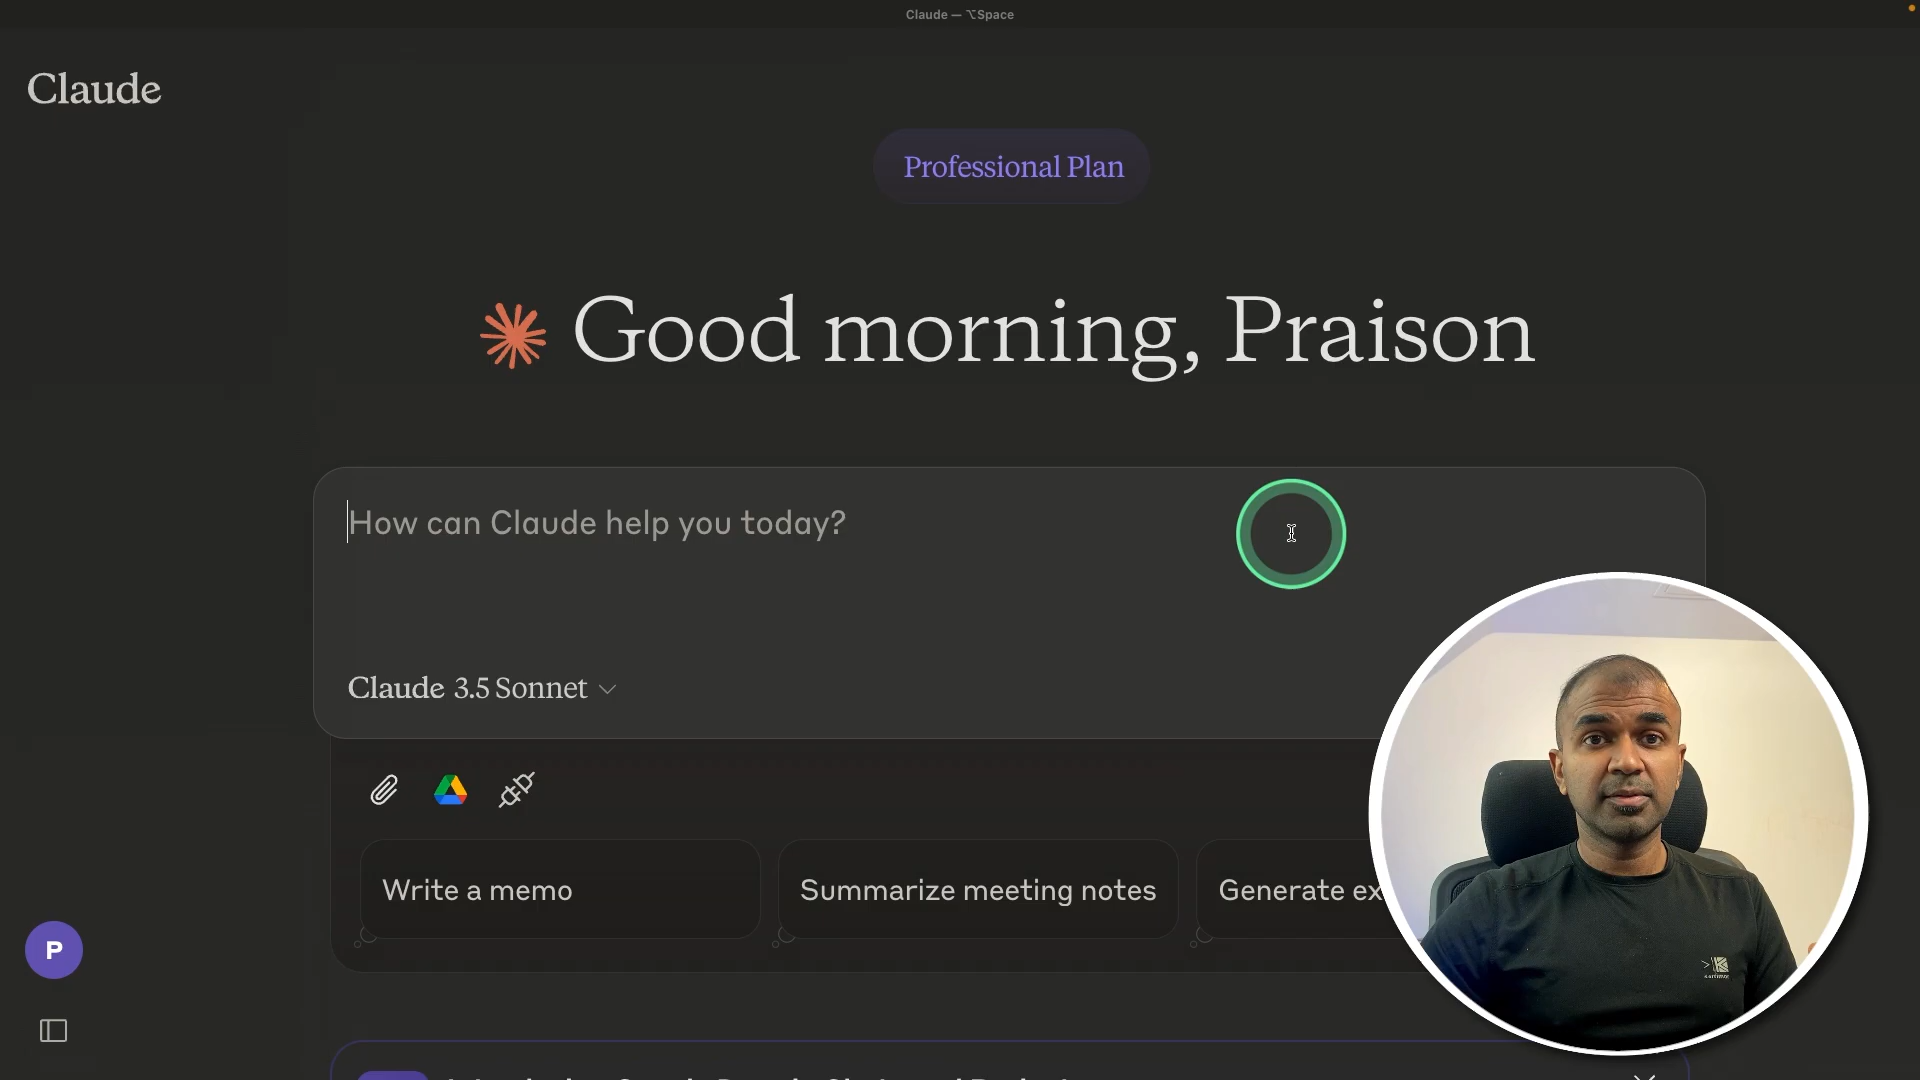 Claude — ⌥Space
Claude
Professional Plan
Good morning, Praison
How can Claude help you today?
Claude 3.5 Sonnet
Write a memo
Summarize meeting notes
Generate ex
P